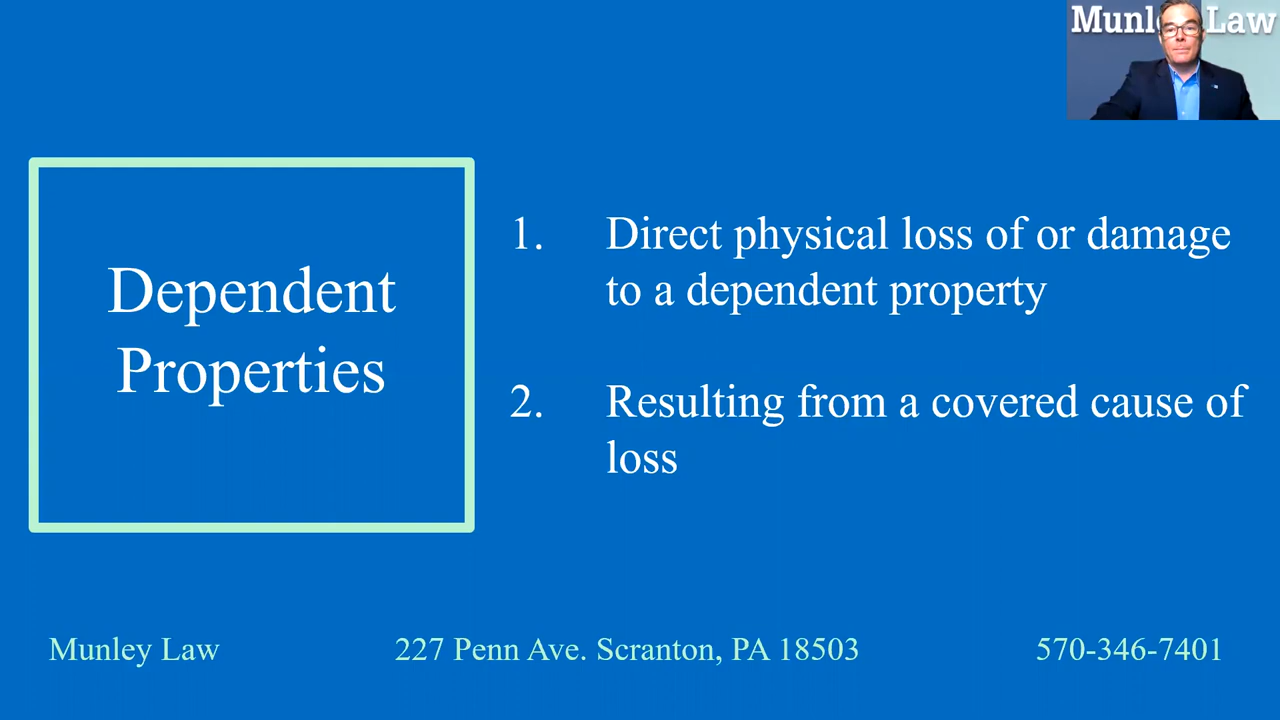 Munl Law
Dependent
Properties
1. Direct physical loss of or damage
to a dependent property
2. Resulting from a covered cause of
loss
Munley Law 227 Penn Ave. Scranton, PA 18503 570-346-7401